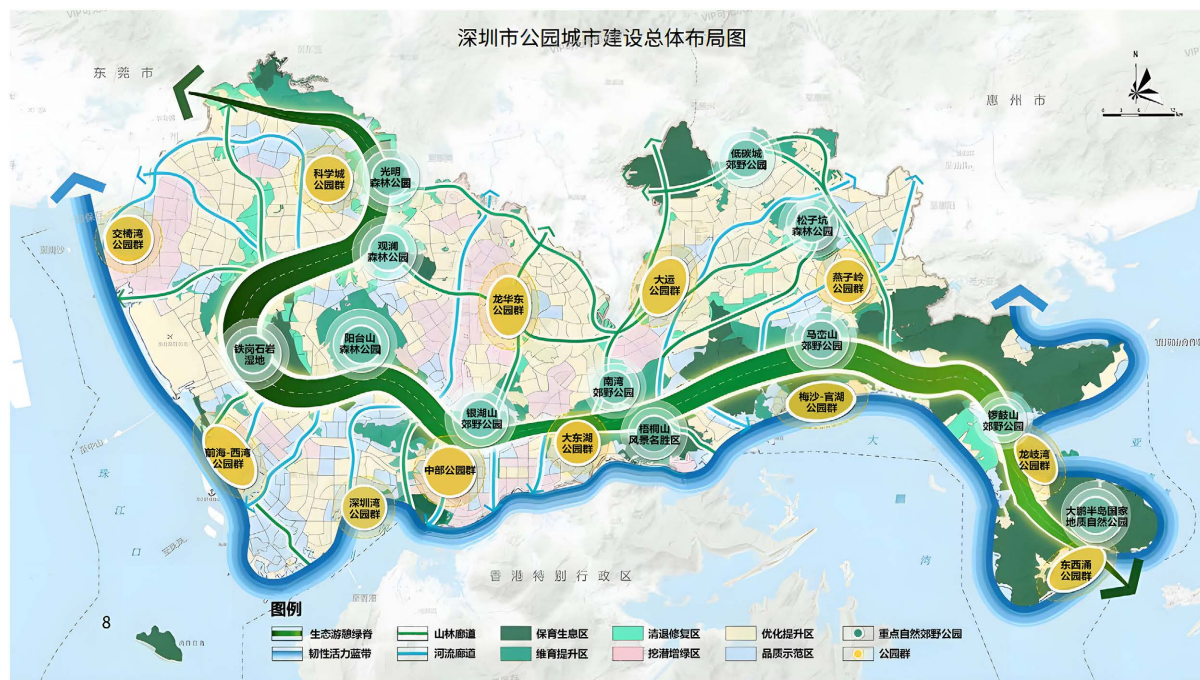 深圳市公园城市建设总体布局图
东莞市
惠州市
N
科学城
公园群
光明
森林公园
低碳城
郊野公园
交椅湾
公园群
观澜
森林公园
松子坑
森林公园
龙华东
公园群
大运
公园群
燕子岭
公园群
铁岗石岩
湿地
阳台山
森林公园
马峦山
郊野公园
南湾
郊野公园
银湖山
郊野公园
梧桐山
风景名胜区
梅沙-官湖
公园群
锣鼓山
郊野公园
前海-西湾
公园群
中部公园群
大东湖
公园群
龙岐湾
公园群
深圳湾
公园群
大鹏半岛国家
地质自然公园
东西涌
公园群
珠
江
口
大
鹏
湾
亚
香港特别行政区
8
图例
生态游憩绿脊
山林廊道
保育生息区
清退修复区
优化提升区
重点自然郊野公园
韧性活力蓝带
河流廊道
维育提升区
挖潜增绿区
品质示范区
公园群